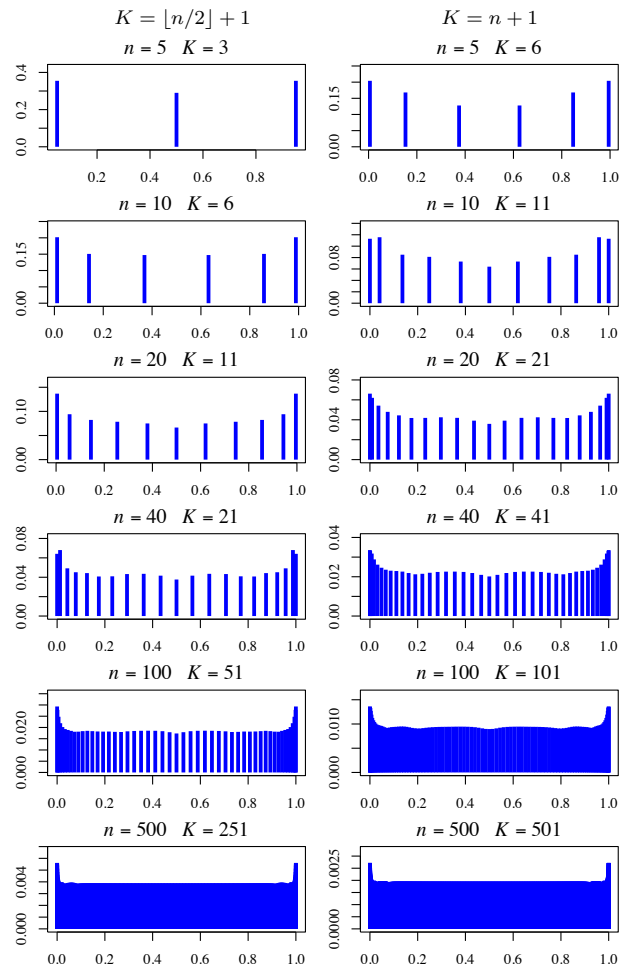 K = ⌊n/2⌋ + 1 K = n + 1
n = 5 K = 3 n = 5 K = 6
0.0 0.2 0.4 0.00 0.15
0.2 0.4 0.6 0.8 0.0 0.2 0.4 0.6 0.8 1.0
n = 10 K = 6 n = 10 K = 11
0.00 0.15 0.00 0.08
0.0 0.2 0.4 0.6 0.8 1.0 0.0 0.2 0.4 0.6 0.8 1.0
n = 20 K = 11 n = 20 K = 21
0.00 0.10 0.00 0.04 0.08
0.0 0.2 0.4 0.6 0.8 1.0 0.0 0.2 0.4 0.6 0.8 1.0
n = 40 K = 21 n = 40 K = 41
0.00 0.04 0.08 0.00 0.02 0.04
0.0 0.2 0.4 0.6 0.8 1.0 0.0 0.2 0.4 0.6 0.8 1.0
n = 100 K = 51 n = 100 K = 101
0.000 0.020 0.000 0.010
0.0 0.2 0.4 0.6 0.8 1.0 0.0 0.2 0.4 0.6 0.8 1.0
n = 500 K = 251 n = 500 K = 501
0.000 0.004 0.0000 0.0025
0.0 0.2 0.4 0.6 0.8 1.0 0.0 0.2 0.4 0.6 0.8 1.0